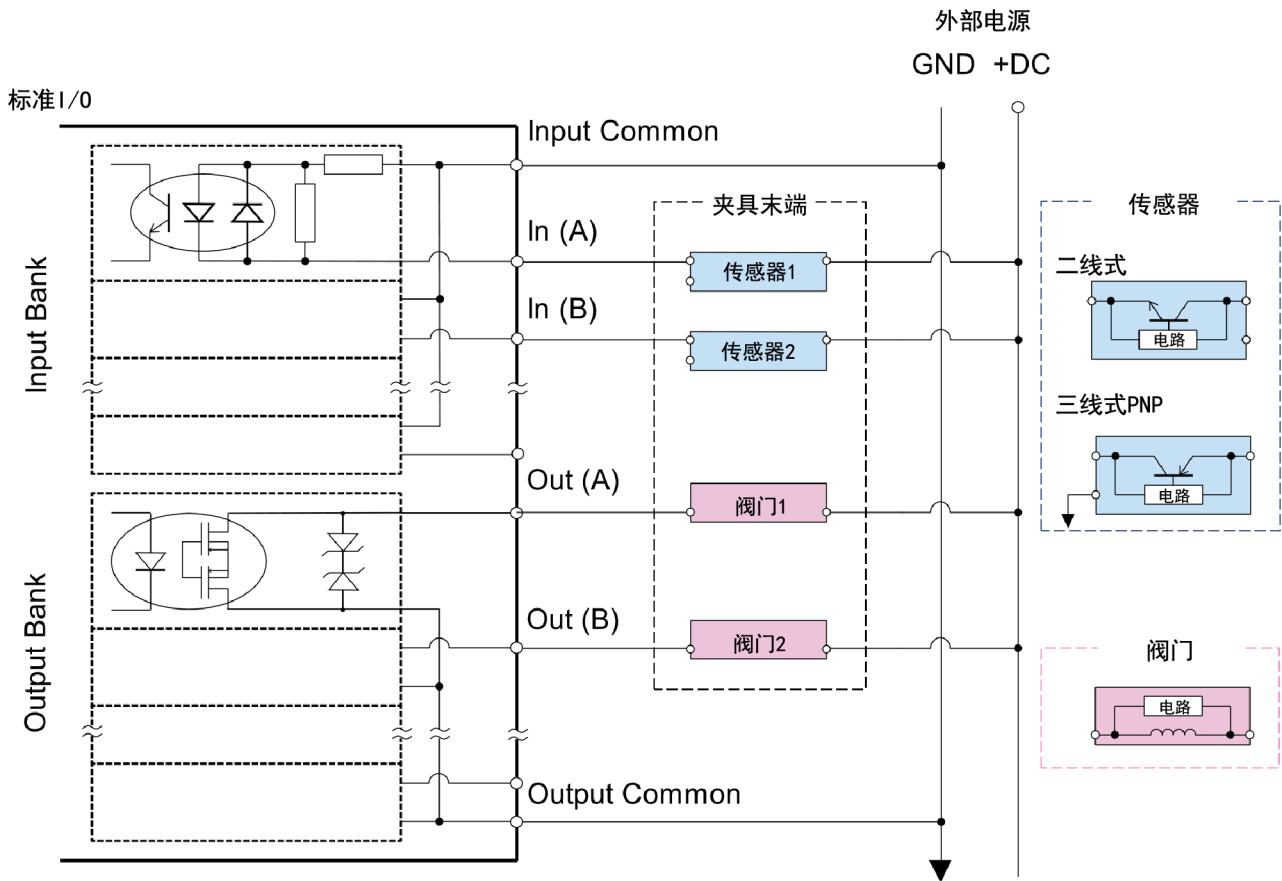 外部电源
GND +DC
标准I/O
Input Common
夹具末端
传感器
In (A)
传感器1
二线式
Input Bank
In (B)
电路
传感器2
三线式PNP
Out (A)
电路
阀门1
Output Bank
Out (B)
阀门2
阀门
电路
Output Common